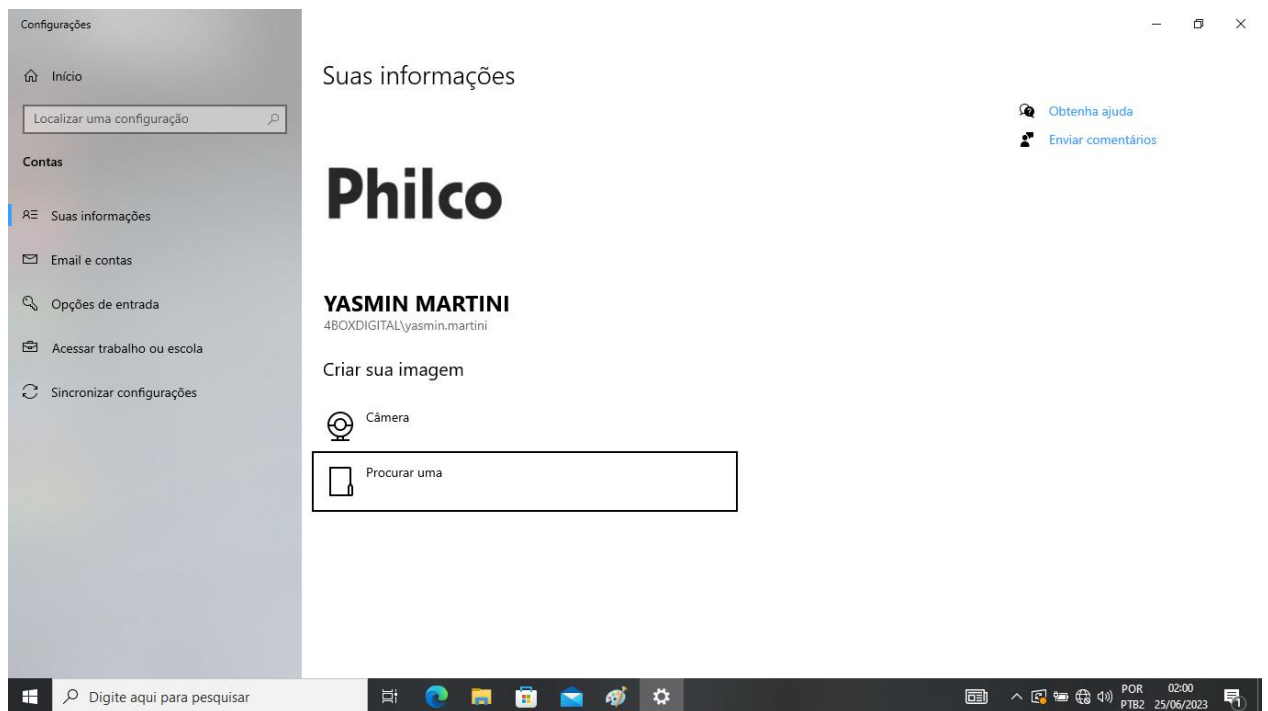 Configurações
Início
Localizar uma configuração
Contas
Suas informações
Email e contas
Opções de entrada
Acessar trabalho ou escola
Sincronizar configurações
Suas informações
Philco
YASMIN MARTINI
4BOXDIGITAL\yasmin.martini
Criar sua imagem
Câmera
Procurar uma
Obtenha ajuda
Enviar comentários
Digite aqui para pesquisar
POR 02:00
PTB2 25/06/2023
1